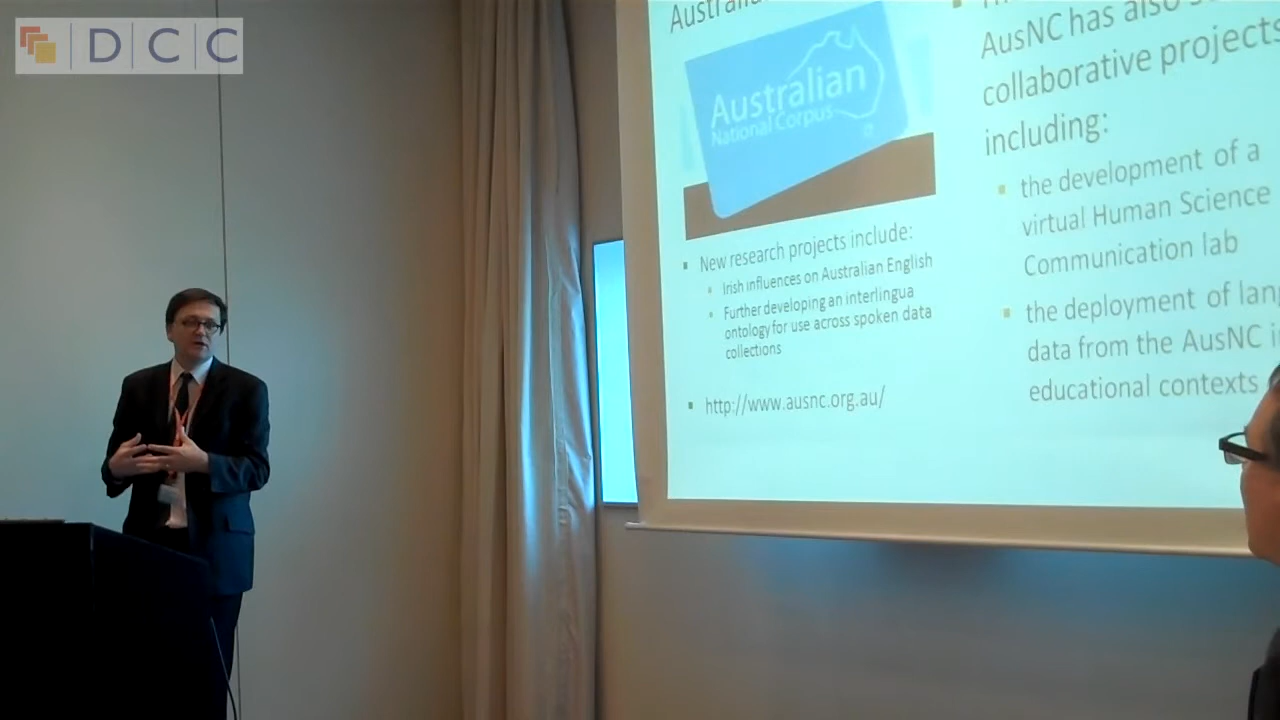 DCC
Australian
National Corpus
New research projects include:
Irish influences on Australian English
Further developing an interlingua
ontology for use across spoken data
collections
http://www.ausnc.org.au/
AusNC has also
collaborative projects
including:
the development of a
virtual Human Science
Communication lab
the deployment of
data from the AusNC
educational contexts